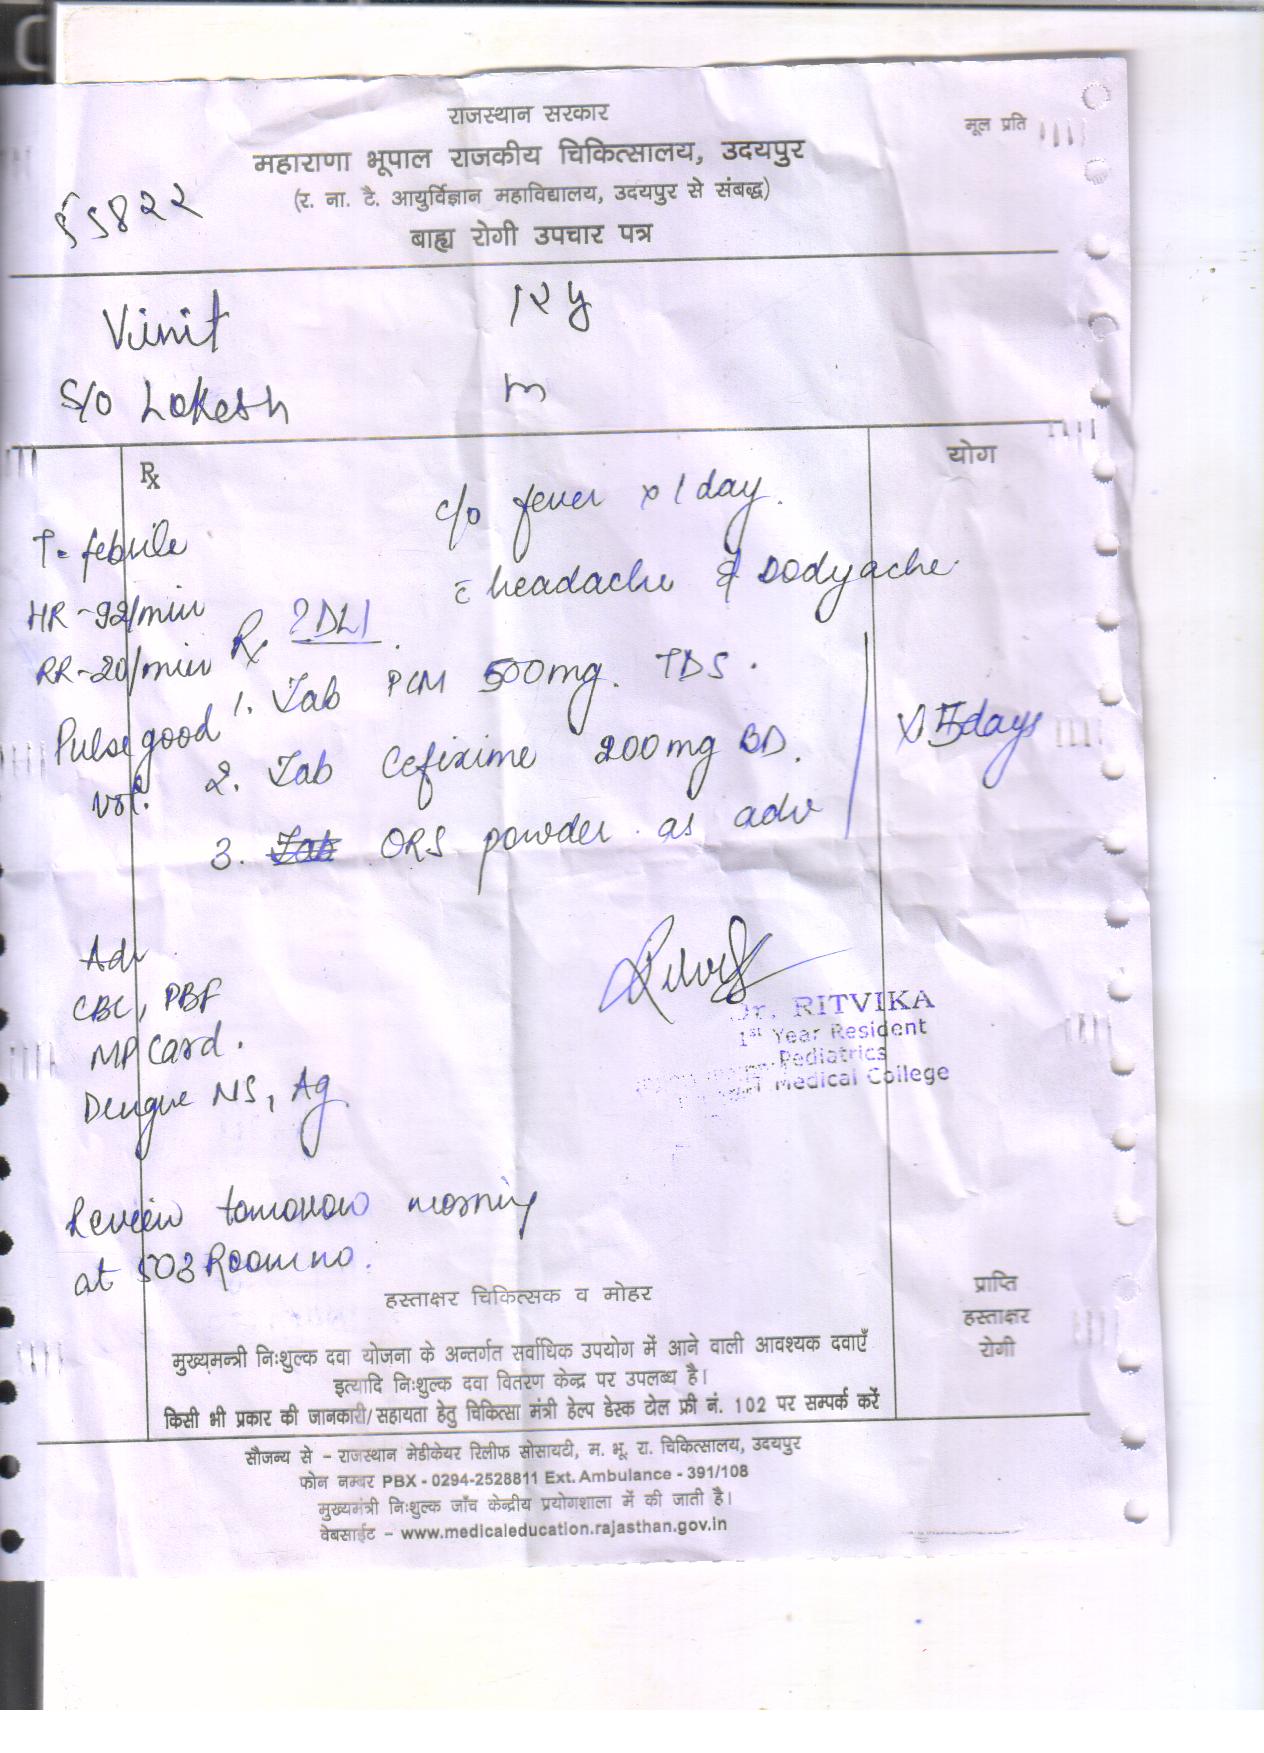 राजस्थान सरकार
मूल प्रति
महाराणा भूपाल राजकीय चिकित्सालय, उदयपुर
(र. ना. टै. आयुर्विज्ञान महाविद्यालय, उदयपुर से संबद्ध)
बाह्य रोगी उपचार पत्र
Vinit
१२ y
S/O Lokesh
m
Rx
योग
c/o fever x 1 day.
T- febrile
c headache & Bodyache.
HR -92/min
Rx ?DLI
RR -20/min
1. Tab PCM 500mg. TDS.
Pulse good
vol.
2. Tab Cefixime 200mg BD.
X 5days
3. ORS powder as adv
Adv
CBC, PBF
MP Card.
Dengue NS, Ag
Dr. RITVIKA
1st Year Resident
Pediatrics
Medical College
Review tomorrow morning
at 503 Room no.
हस्ताक्षर चिकित्सक व मोहर
प्राप्ति
हस्ताक्षर
रोगी
मुख्यमन्त्री निःशुल्क दवा योजना के अन्तर्गत सर्वाधिक उपयोग में आने वाली आवश्यक दवाएँ
इत्यादि निःशुल्क दवा वितरण केन्द्र पर उपलब्ध है।
किसी भी प्रकार की जानकारी/सहायता हेतु चिकित्सा मंत्री हेल्प डेस्क टोल फ्री नं. 102 पर सम्पर्क करें
सौजन्य से - राजस्थान मेडीकेयर रिलीफ सोसायटी, म. भू. रा. चिकित्सालय, उदयपुर
फोन नम्बर PBX - 0294-2528811 Ext. Ambulance - 391/108
मुख्यमंत्री निःशुल्क जाँच केन्द्रीय प्रयोगशाला में की जाती है।
वेबसाईट - www.medicaleducation.rajasthan.gov.in